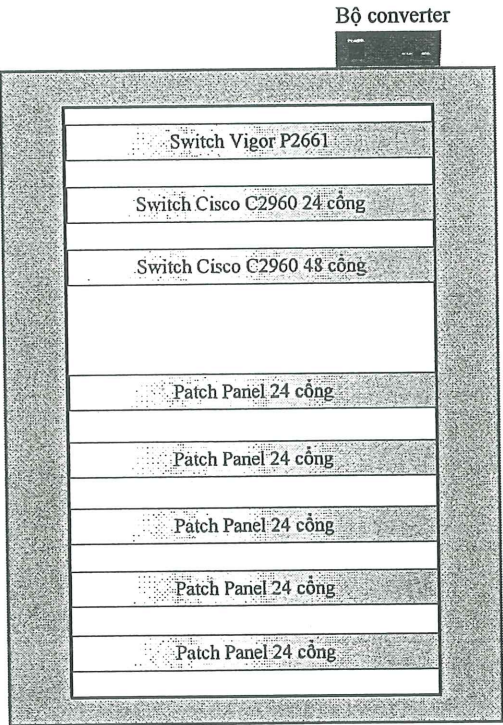 Bộ converter
Switch Vigor P2661
Switch Cisco C2960 24 cổng
Switch Cisco C2960 48 cổng
Patch Panel 24 cổng
Patch Panel 24 cổng
Patch Panel 24 cổng
Patch Panel 24 cổng
Patch Panel 24 cổng